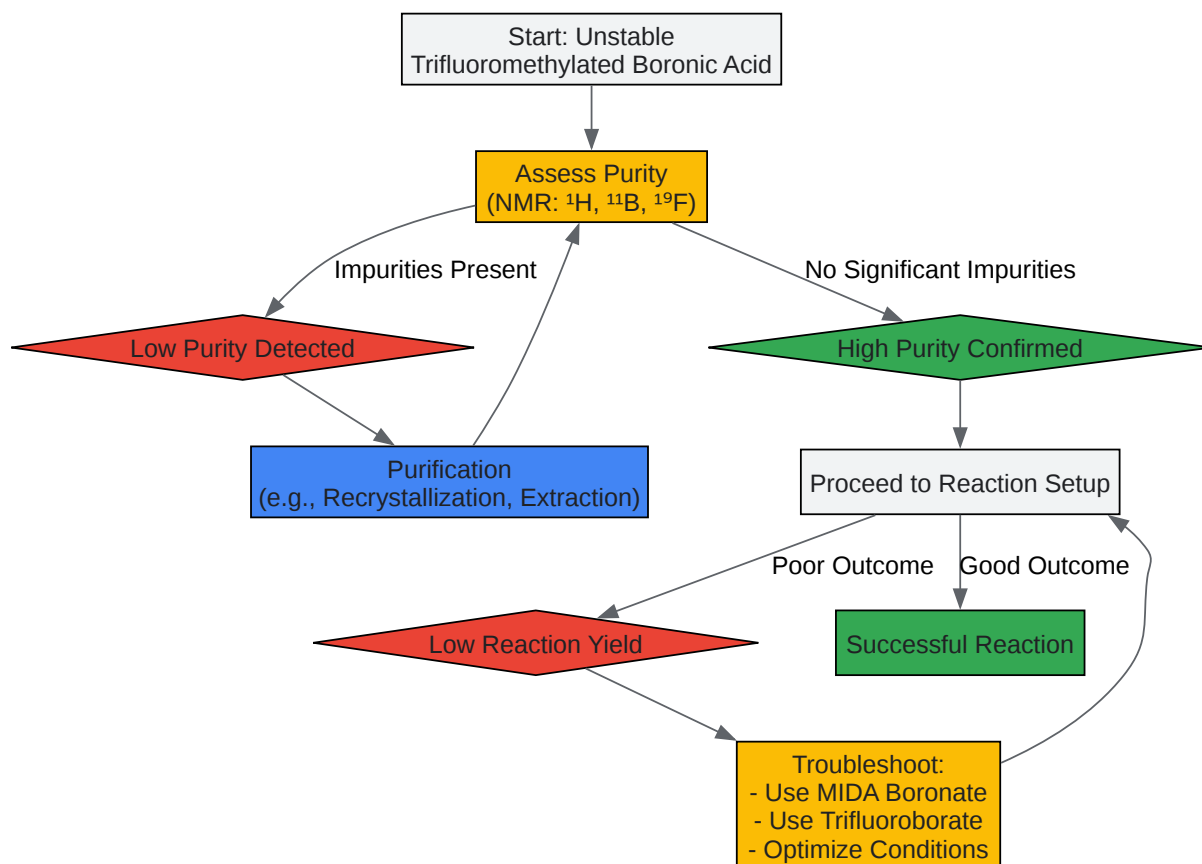 Start: Unstable
Trifluoromethylated Boronic Acid
Assess Purity
(NMR: ¹H, ¹¹B, ¹⁹F)
Impurities Present
No Significant Impurities
Low Purity Detected
High Purity Confirmed
Purification
(e.g., Recrystallization, Extraction)
Proceed to Reaction Setup
Poor Outcome
Good Outcome
Low Reaction Yield
Successful Reaction
Troubleshoot:
- Use MIDA Boronate
- Use Trifluoroborate
- Optimize Conditions